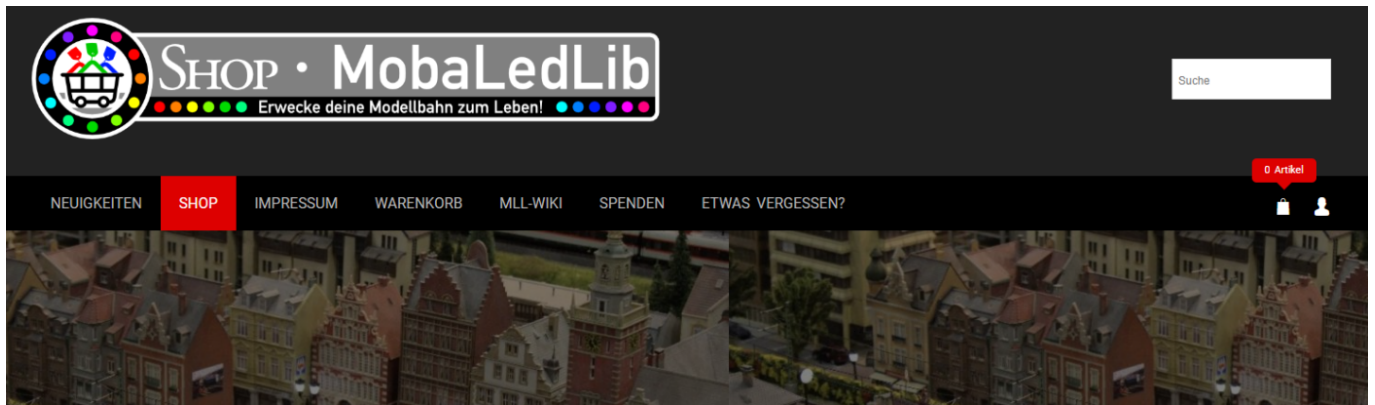 SHOP · MobaLedLib
Erwecke deine Modellbahn zum Leben!
Suche
0 Artikel
NEUIGKEITEN SHOP IMPRESSUM WARENKORB MLL-WIKI SPENDEN ETWAS VERGESSEN?